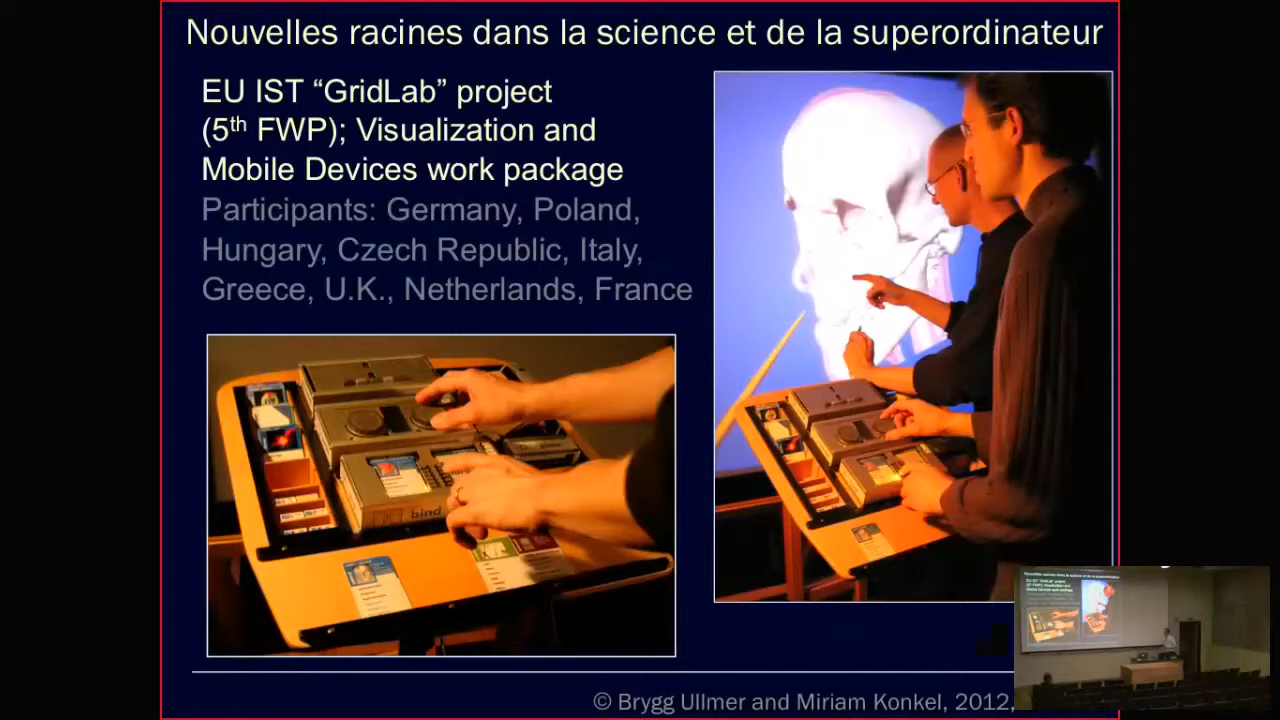 Nouvelles racines dans la science et de la superordinateur
EU IST “GridLab” project
(5th FWP); Visualization and
Mobile Devices work package
Participants: Germany, Poland,
Hungary, Czech Republic, Italy,
Greece, U.K., Netherlands, France
bind
© Brygg Ullmer and Miriam Konkel, 2012,